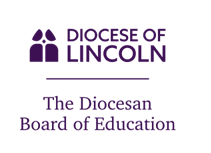 DIOCESE OF
LINCOLN
The Diocesan
Board of Education